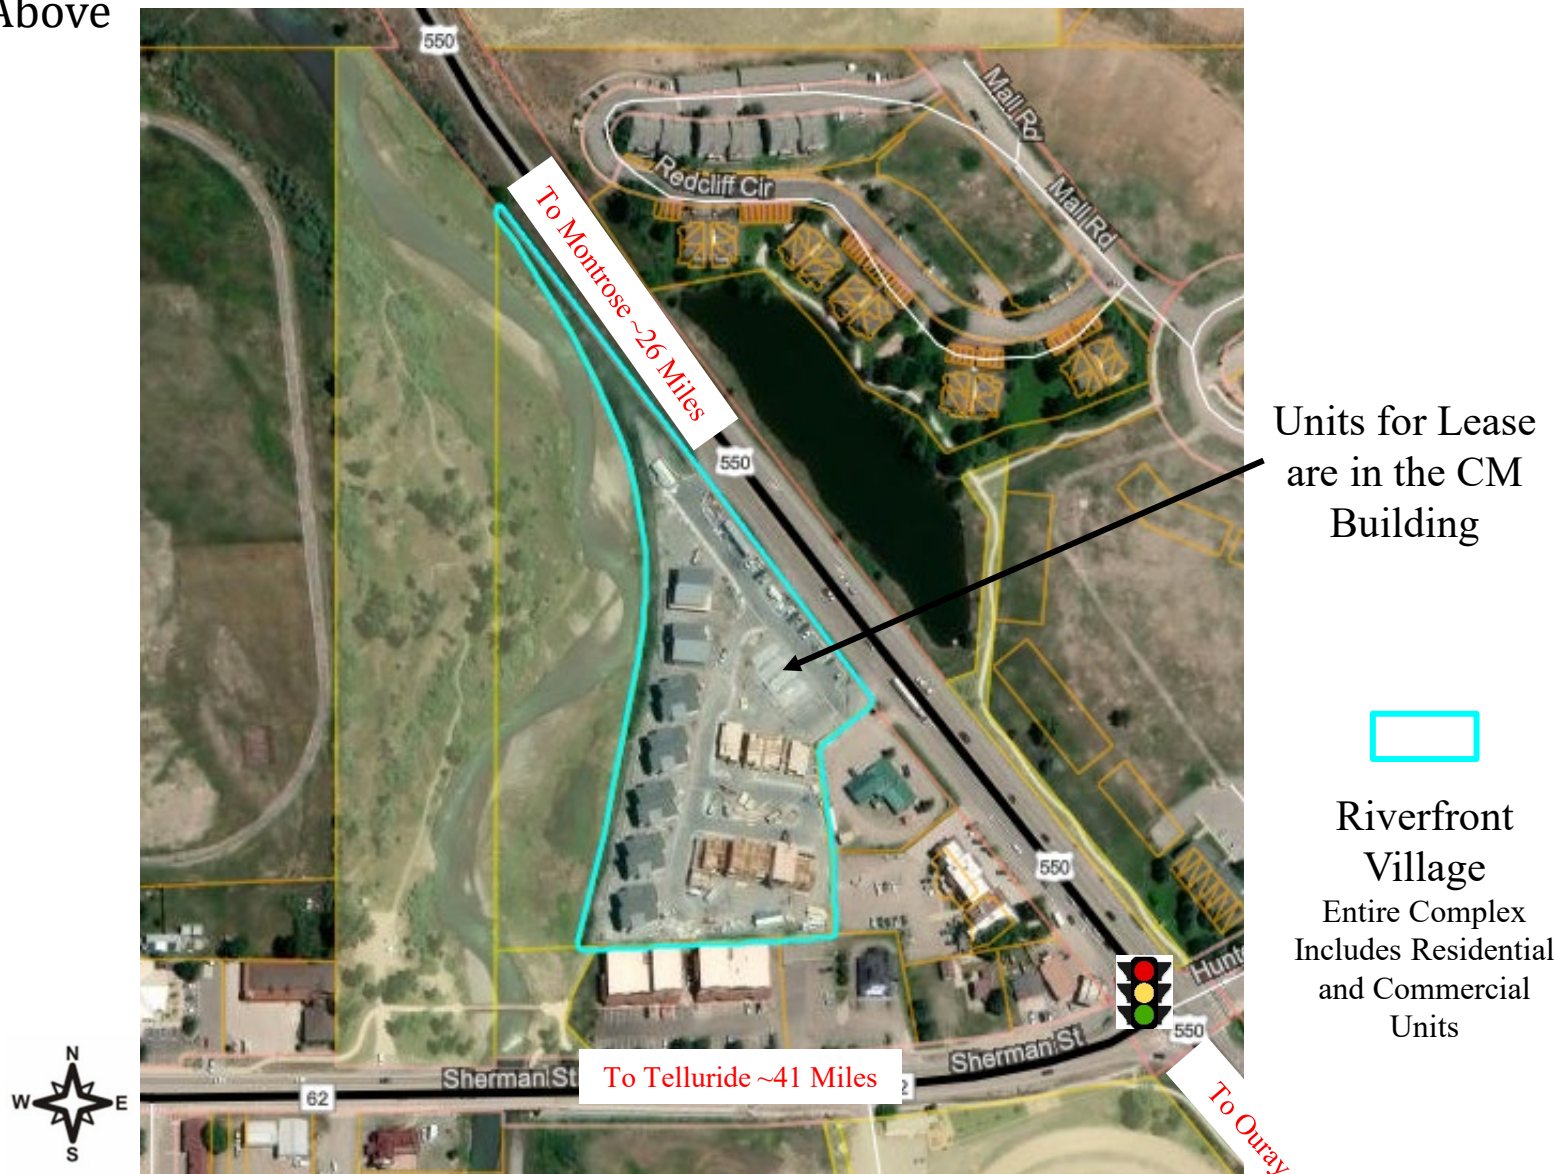 Above
550
Mall Rd
Redcliff Cir
Mall Rd
To Montrose ~26 Miles
550
Units for Lease
are in the CM
Building
Riverfront
Village
Entire Complex
Includes Residential
and Commercial
Units
550
550
Sherman St
Sherman St
To Telluride ~41 Miles
62
2
To Ouray
N
W
E
S